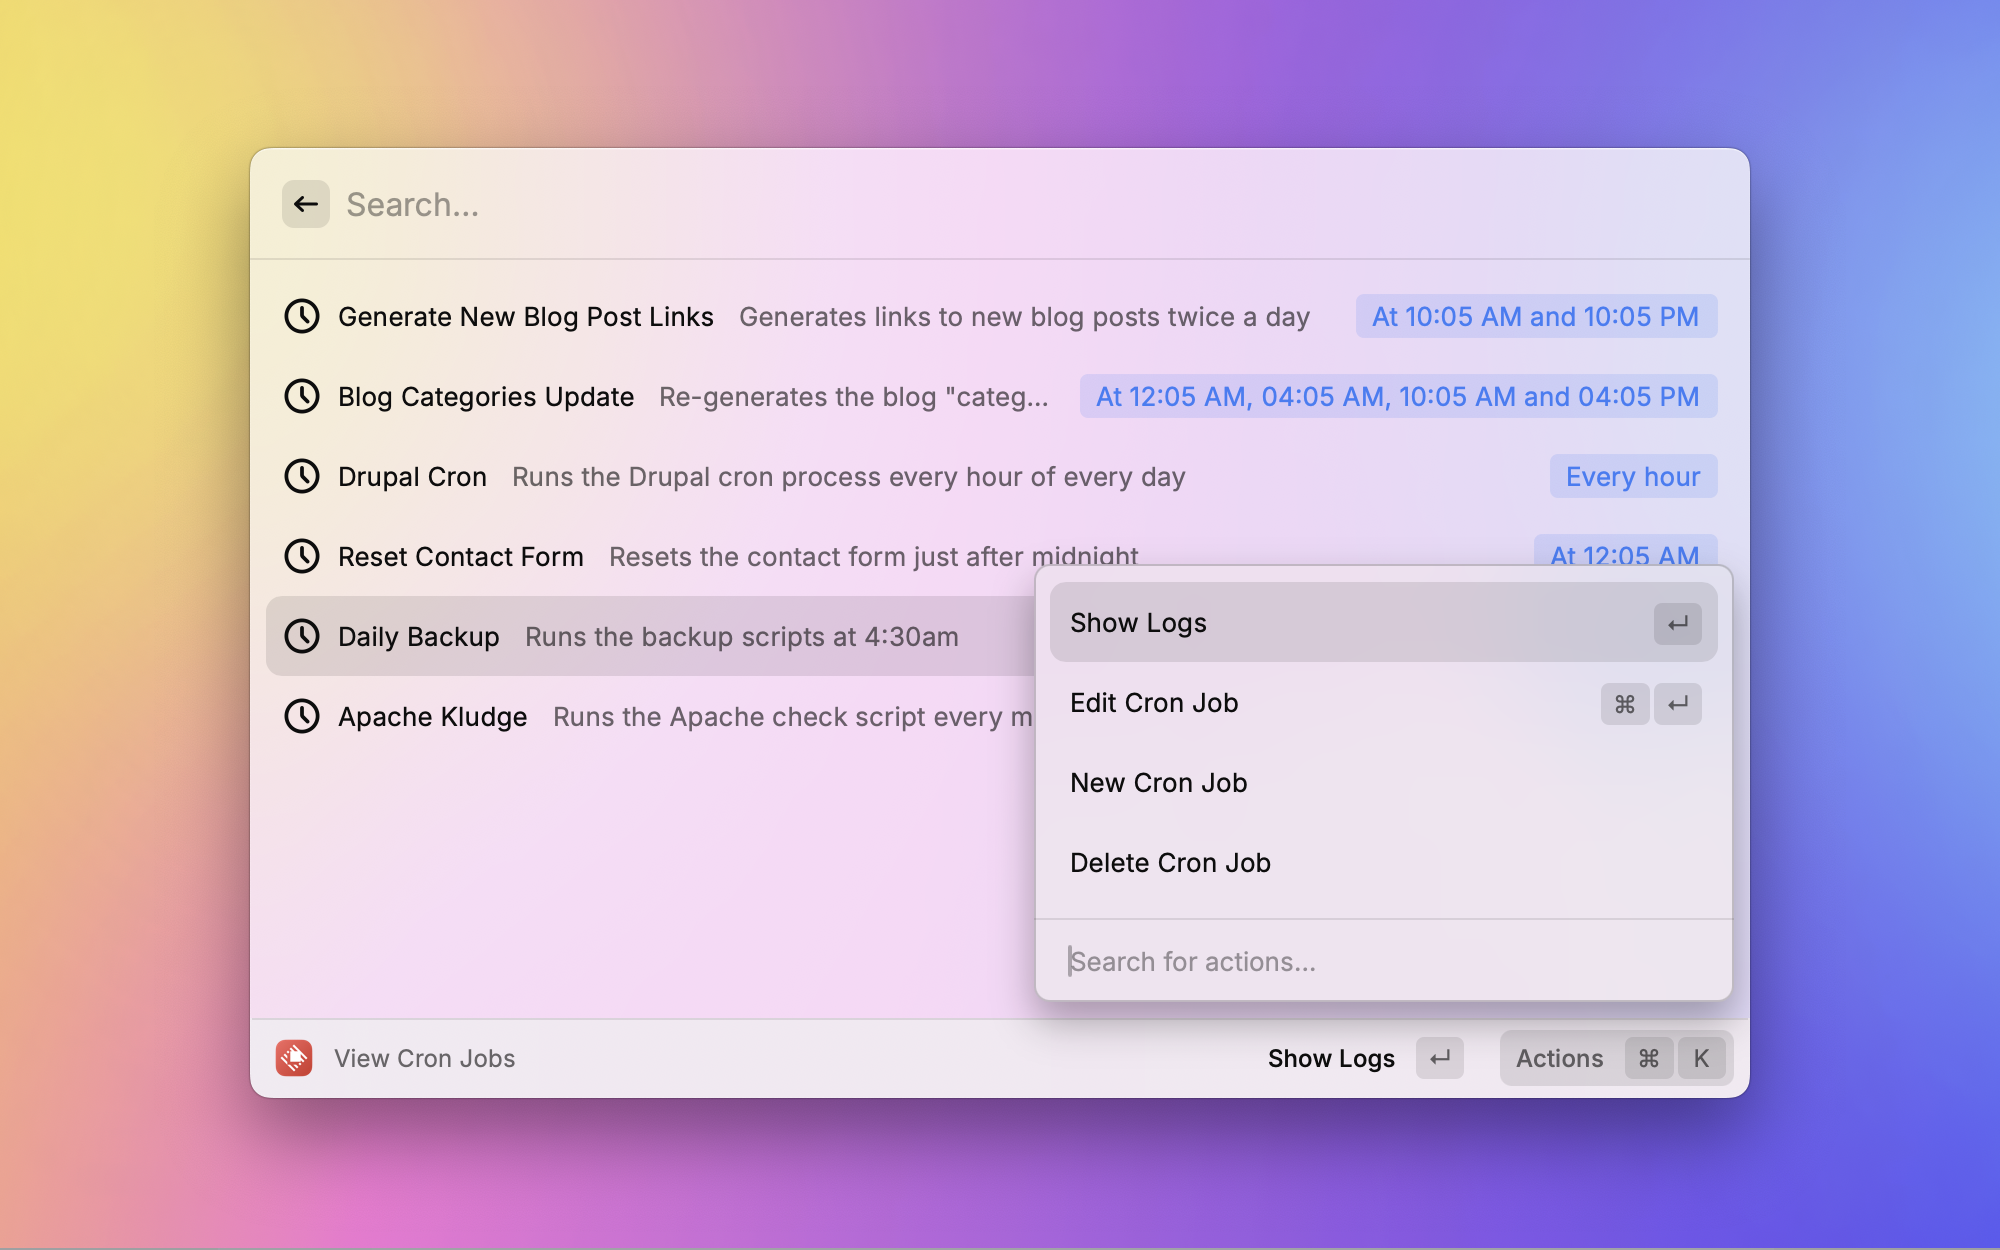 Search...
Generate New Blog Post Links Generates links to new blog posts twice a day At 10:05 AM and 10:05 PM
Blog Categories Update Re-generates the blog "categ... At 12:05 AM, 04:05 AM, 10:05 AM and 04:05 PM
Drupal Cron Runs the Drupal cron process every hour of every day Every hour
Reset Contact Form Resets the contact form just after midnight At 12:05 AM
Daily Backup Runs the backup scripts at 4:30am
Apache Kludge Runs the Apache check script every m
Show Logs ↵
Edit Cron Job ⌘ ↵
New Cron Job
Delete Cron Job
Search for actions...
View Cron Jobs Show Logs ↵ Actions ⌘ K